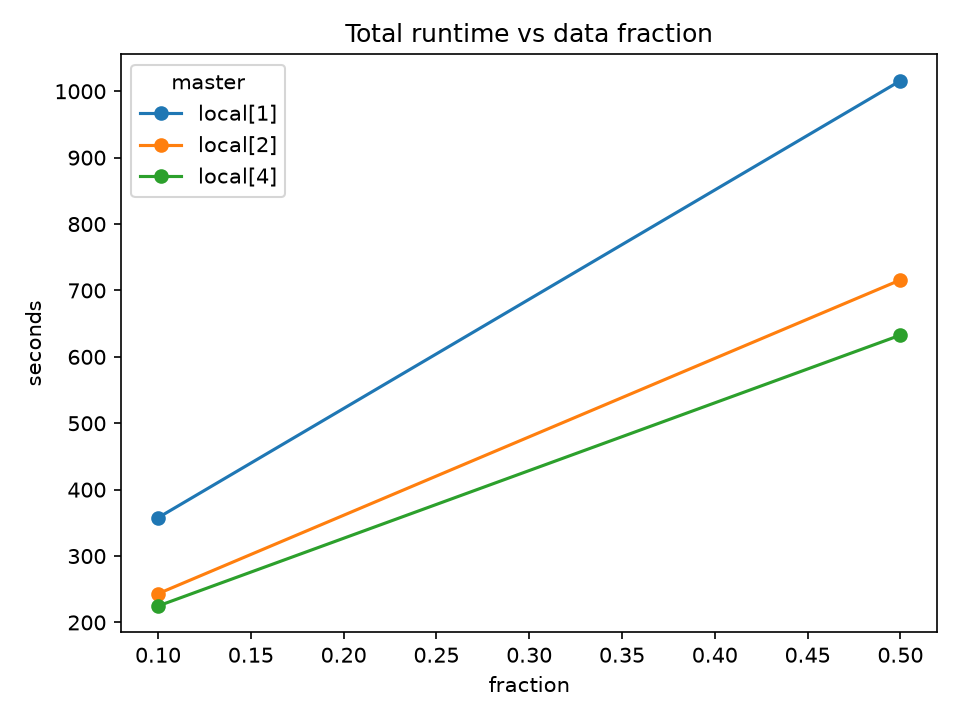 Total runtime vs data fraction
master
local[1]
local[2]
local[4]
seconds
1000
900
800
700
600
500
400
300
200
0.10 0.15 0.20 0.25 0.30 0.35 0.40 0.45 0.50
fraction